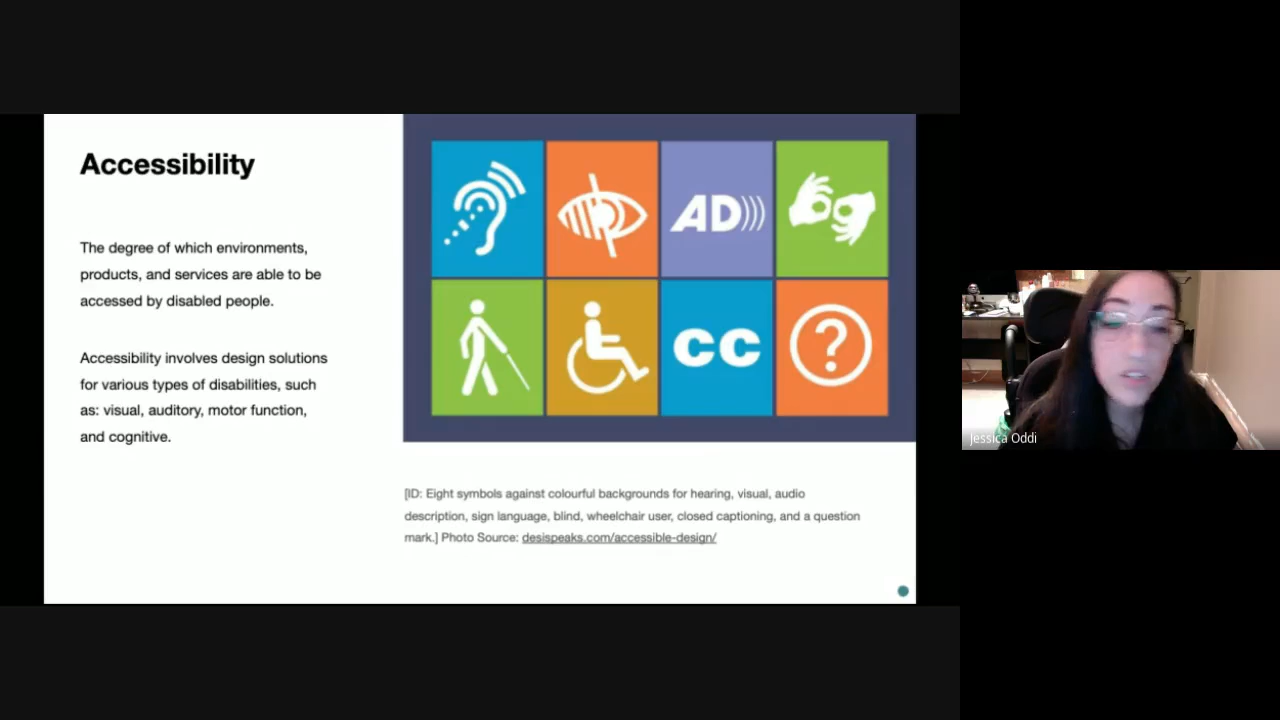 Accessibility
The degree of which environments,
products, and services are able to be
accessed by disabled people.
Accessibility involves design solutions
for various types of disabilities, such
as: visual, auditory, motor function,
and cognitive.
AD)))
CC
?
[ID: Eight symbols against colourful backgrounds for hearing, visual, audio
description, sign language, blind, wheelchair user, closed captioning, and a question
mark.] Photo Source: desispeaks.com/accessible-design/
Jessica Oddi